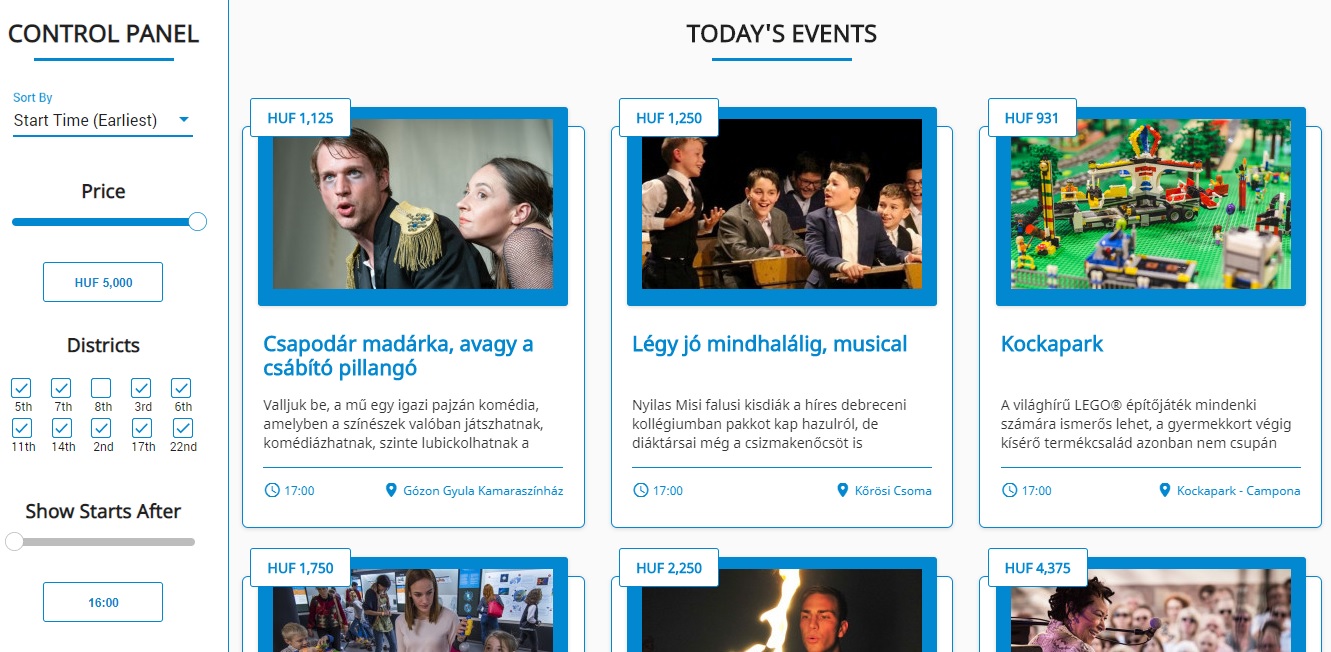 CONTROL PANEL
Sort By
Start Time (Earliest)
Price
HUF 5,000
Districts
5th 7th 8th 3rd 6th
11th 14th 2nd 17th 22nd
Show Starts After
16:00
TODAY'S EVENTS
HUF 1,125
Csapodár madárka, avagy a
csábító pillangó
Valljuk be, a mű egy igazi pajzán komédia,
amelyben a színészek valóban játszhatnak,
komédiázhatnak, szinte lubickolhatnak a
17:00 Gózon Gyula Kamaraszínház
HUF 1,250
Légy jó mindhalálig, musical
Nyilas Misi falusi kisdiák a híres debreceni
kollégiumban pakkot kap hazulról, de
diáktársai még a csizmakenőcsöt is
17:00 Kőrösi Csoma
HUF 931
Kockapark
A világhírű LEGO® építőjáték mindenki
számára ismerős lehet, a gyermekkort végig
kísérő termékcsalád azonban nem csupán
17:00 Kockapark - Campona
HUF 1,750
HUF 2,250
HUF 4,375